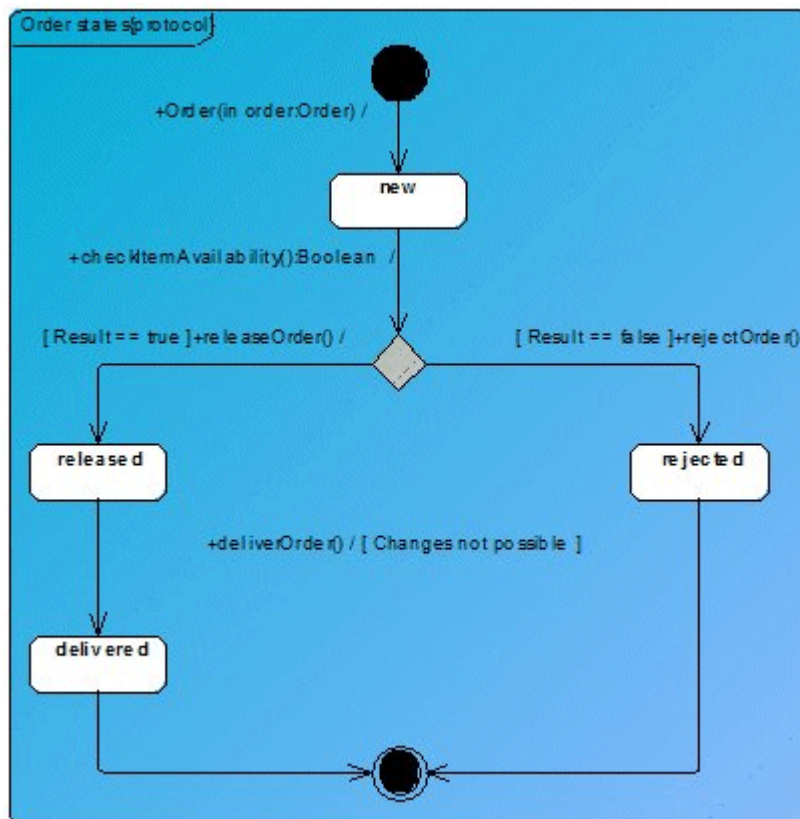 Order states{protocol}
+Order(in order:Order) /
new
+checkItemAvailability():Boolean /
[ Result == true ]+releaseOrder() /
[ Result == false ]+rejectOrder()
released
rejected
+deliverOrder() / [ Changes not possible ]
delivered